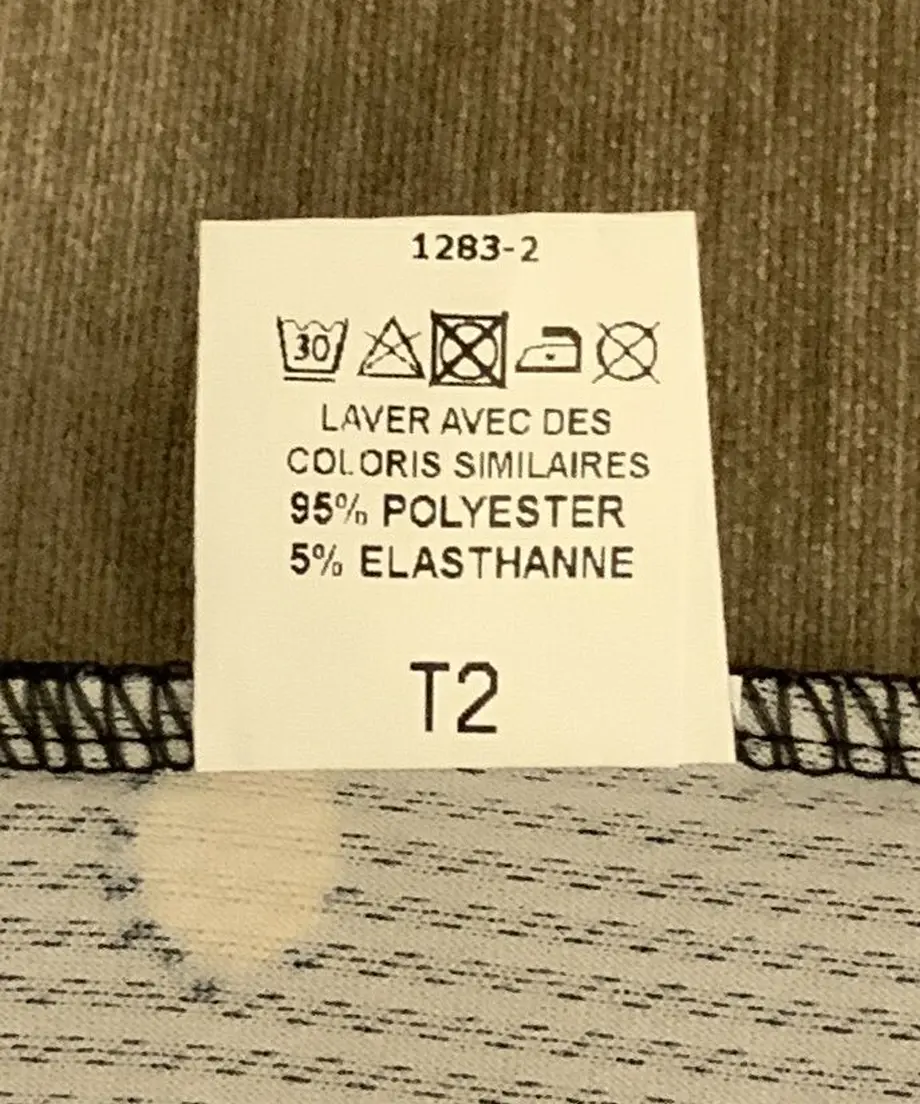 1283-2
30
LAVER AVEC DES
COLORIS SIMILAIRES
95% POLYESTER
5% ELASTHANNE
T2